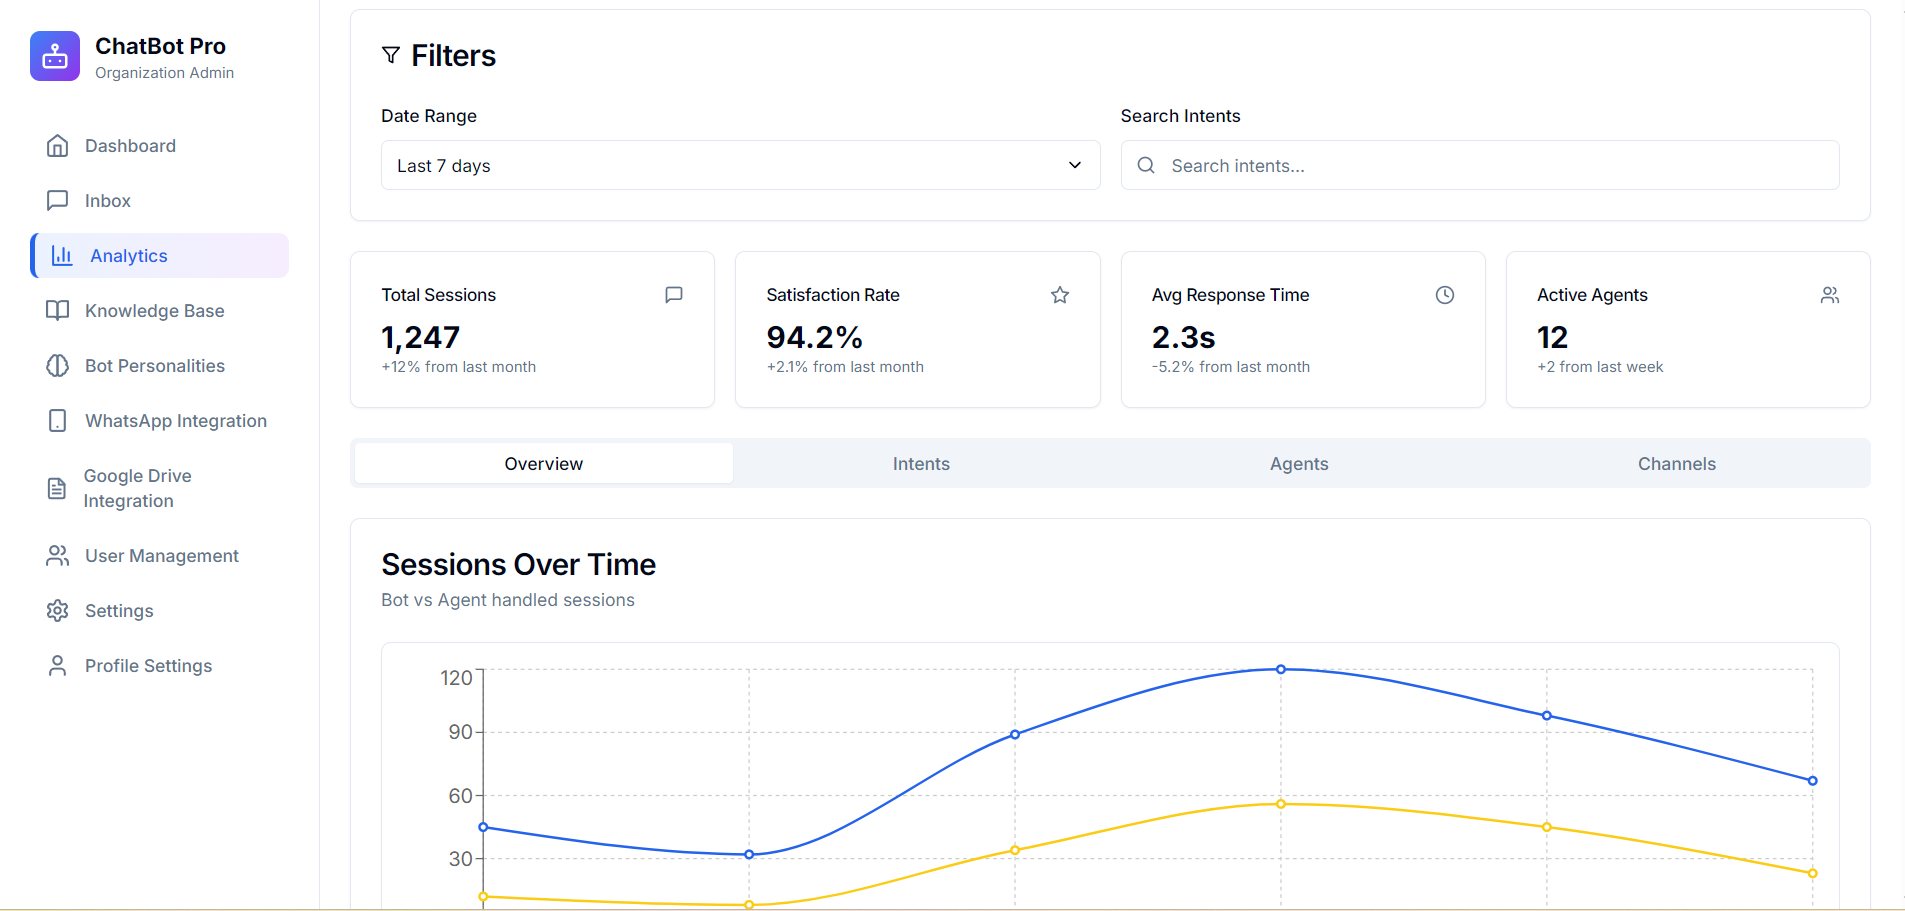 ChatBot Pro
Organization Admin
Dashboard
Inbox
Analytics
Knowledge Base
Bot Personalities
WhatsApp Integration
Google Drive
Integration
User Management
Settings
Profile Settings
Filters
Date Range
Last 7 days
Search Intents
Search intents...
Total Sessions
1,247
+12% from last month
Satisfaction Rate
94.2%
+2.1% from last month
Avg Response Time
2.3s
-5.2% from last month
Active Agents
12
+2 from last week
Overview
Intents
Agents
Channels
Sessions Over Time
Bot vs Agent handled sessions
120
90
60
30